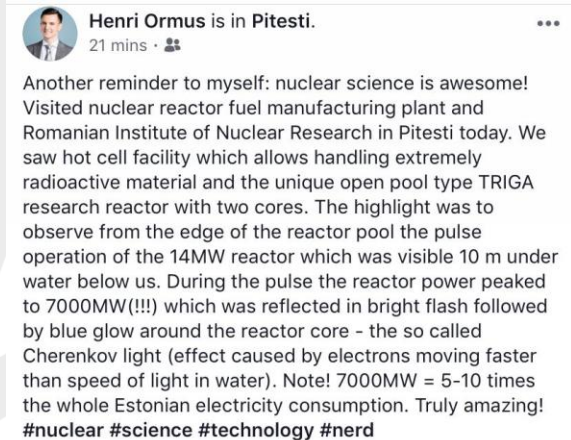 Henri Ormus is in Pitesti.
21 mins ·
Another reminder to myself: nuclear science is awesome!
Visited nuclear reactor fuel manufacturing plant and
Romanian Institute of Nuclear Research in Pitesti today. We
saw hot cell facility which allows handling extremely
radioactive material and the unique open pool type TRIGA
research reactor with two cores. The highlight was to
observe from the edge of the reactor pool the pulse
operation of the 14MW reactor which was visible 10 m under
water below us. During the pulse the reactor power peaked
to 7000MW(!!!) which was reflected in bright flash followed
by blue glow around the reactor core - the so called
Cherenkov light (effect caused by electrons moving faster
than speed of light in water). Note! 7000MW = 5-10 times
the whole Estonian electricity consumption. Truly amazing!
#nuclear #science #technology #nerd